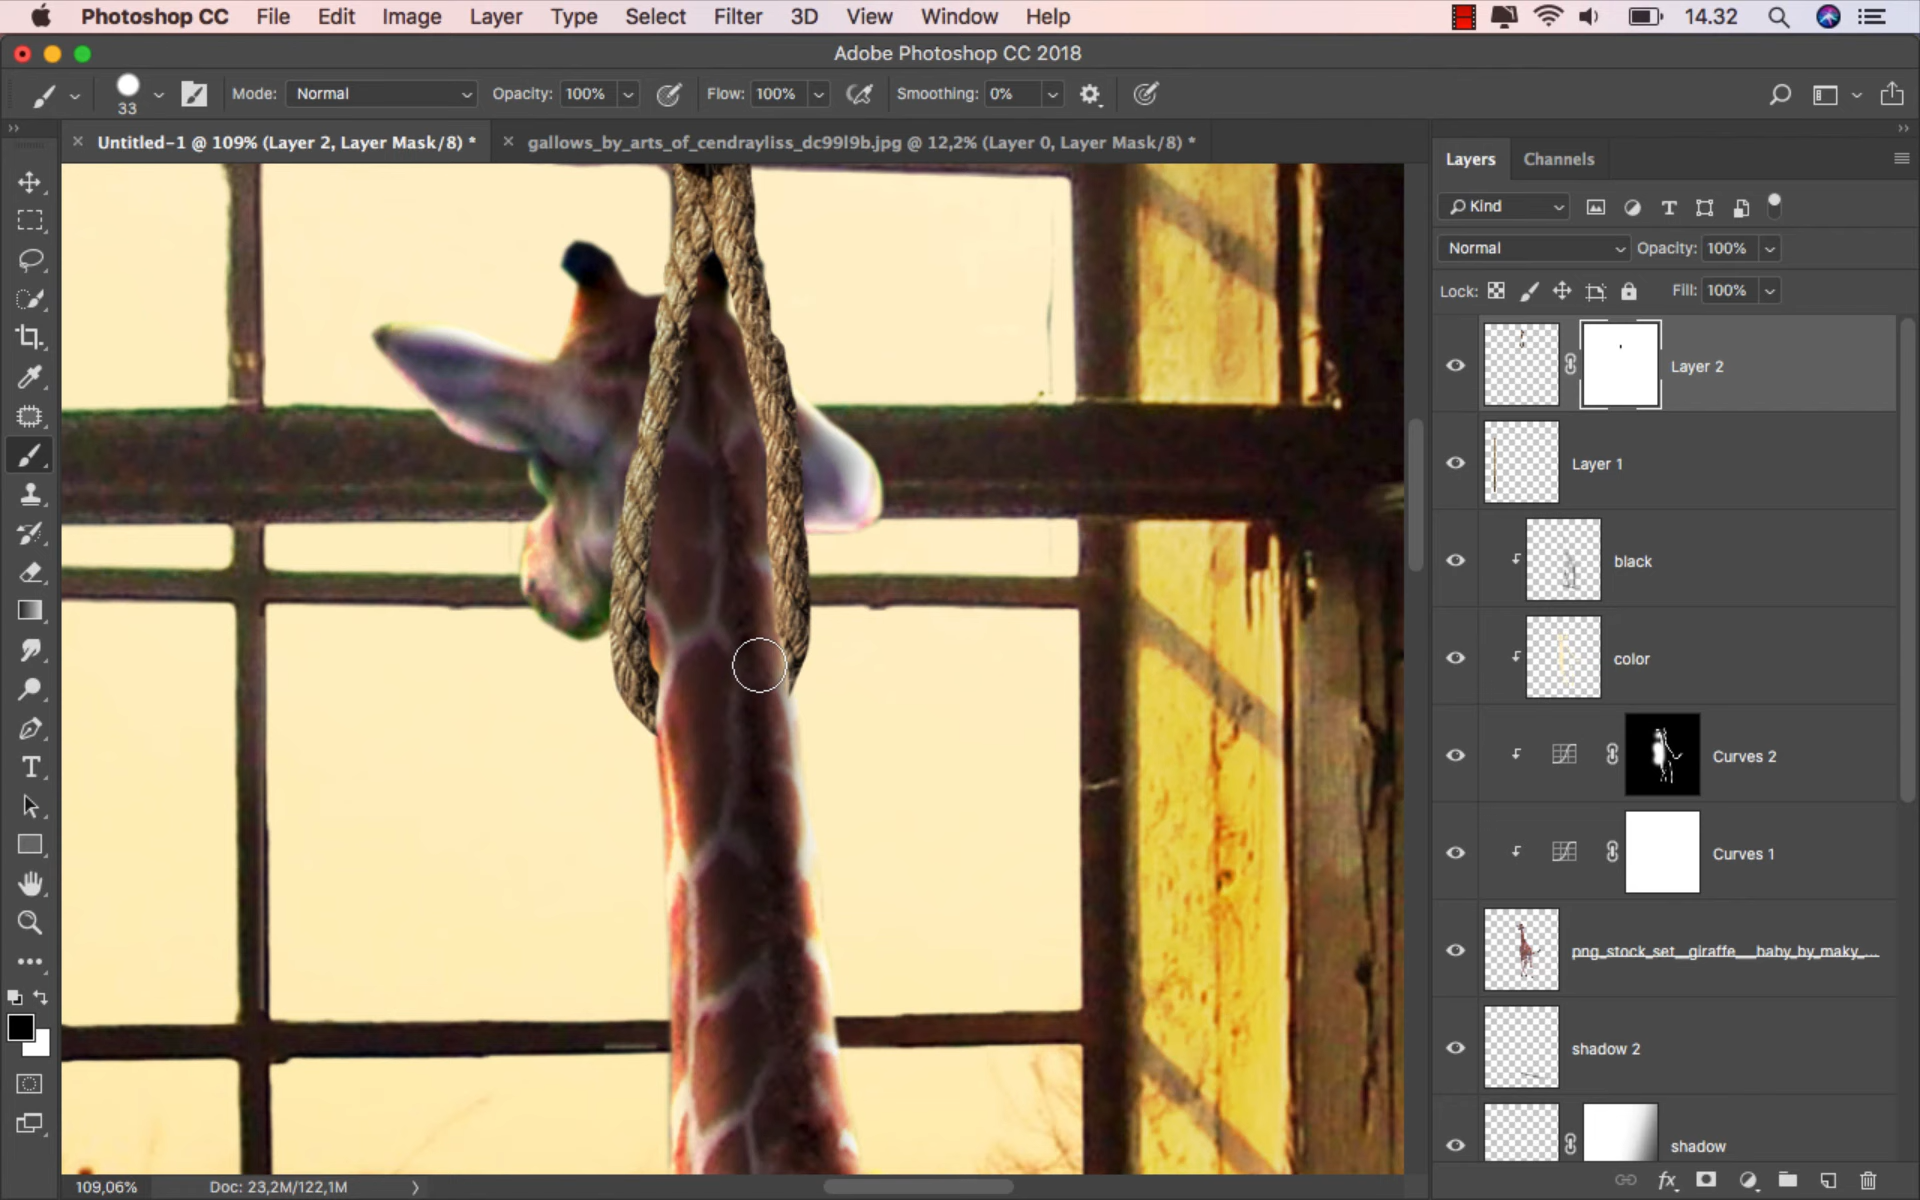 Photoshop CC File Edit Image Layer Type Select Filter 3D View Window Help 14.32
Adobe Photoshop CC 2018
33 Mode: Normal Opacity: 100% Flow: 100% Smoothing: 0%
Untitled-1 @ 109% (Layer 2, Layer Mask/8) * gallows_by_arts_of_cendrayliss_dc99l9b.jpg @ 12,2% (Layer 0, Layer Mask/8) *
Layers Channels
Kind
Normal Opacity: 100%
Lock: Fill: 100%
Layer 2
Layer 1
black
color
Curves 2
Curves 1
png_stock_set__giraffe___baby_by_maky_...
shadow 2
shadow
109,06% Doc: 23,2M/122,1M